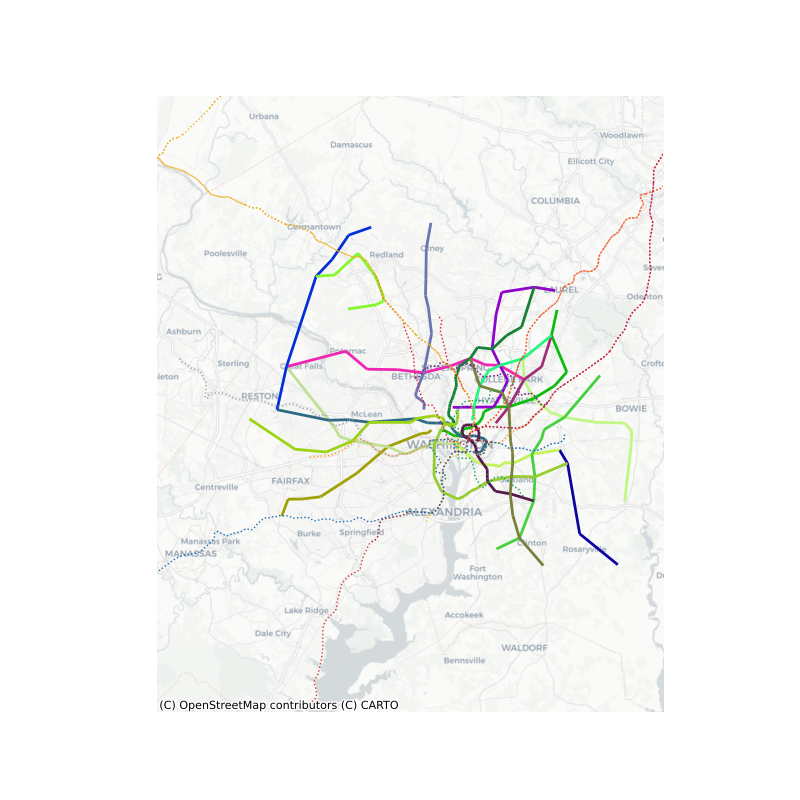 Urbana
Woodlawn
Damascus
Ellicott City
COLUMBIA
Germantown
Olney
Poolesville
Redland
LAUREL
Odenton
Ashburn
Potomac
Sterling
Great Falls
BETHESDA
COLLEGE PARK
RESTON
BOWIE
McLean
WASHINGTON
FAIRFAX
Centreville
ALEXANDRIA
Burke
Springfield
Manassas Park
MANASSAS
Clinton
Rosaryville
Fort
Washington
Lake Ridge
Accokeek
Dale City
WALDORF
Bennsville
(C) OpenStreetMap contributors (C) CARTO